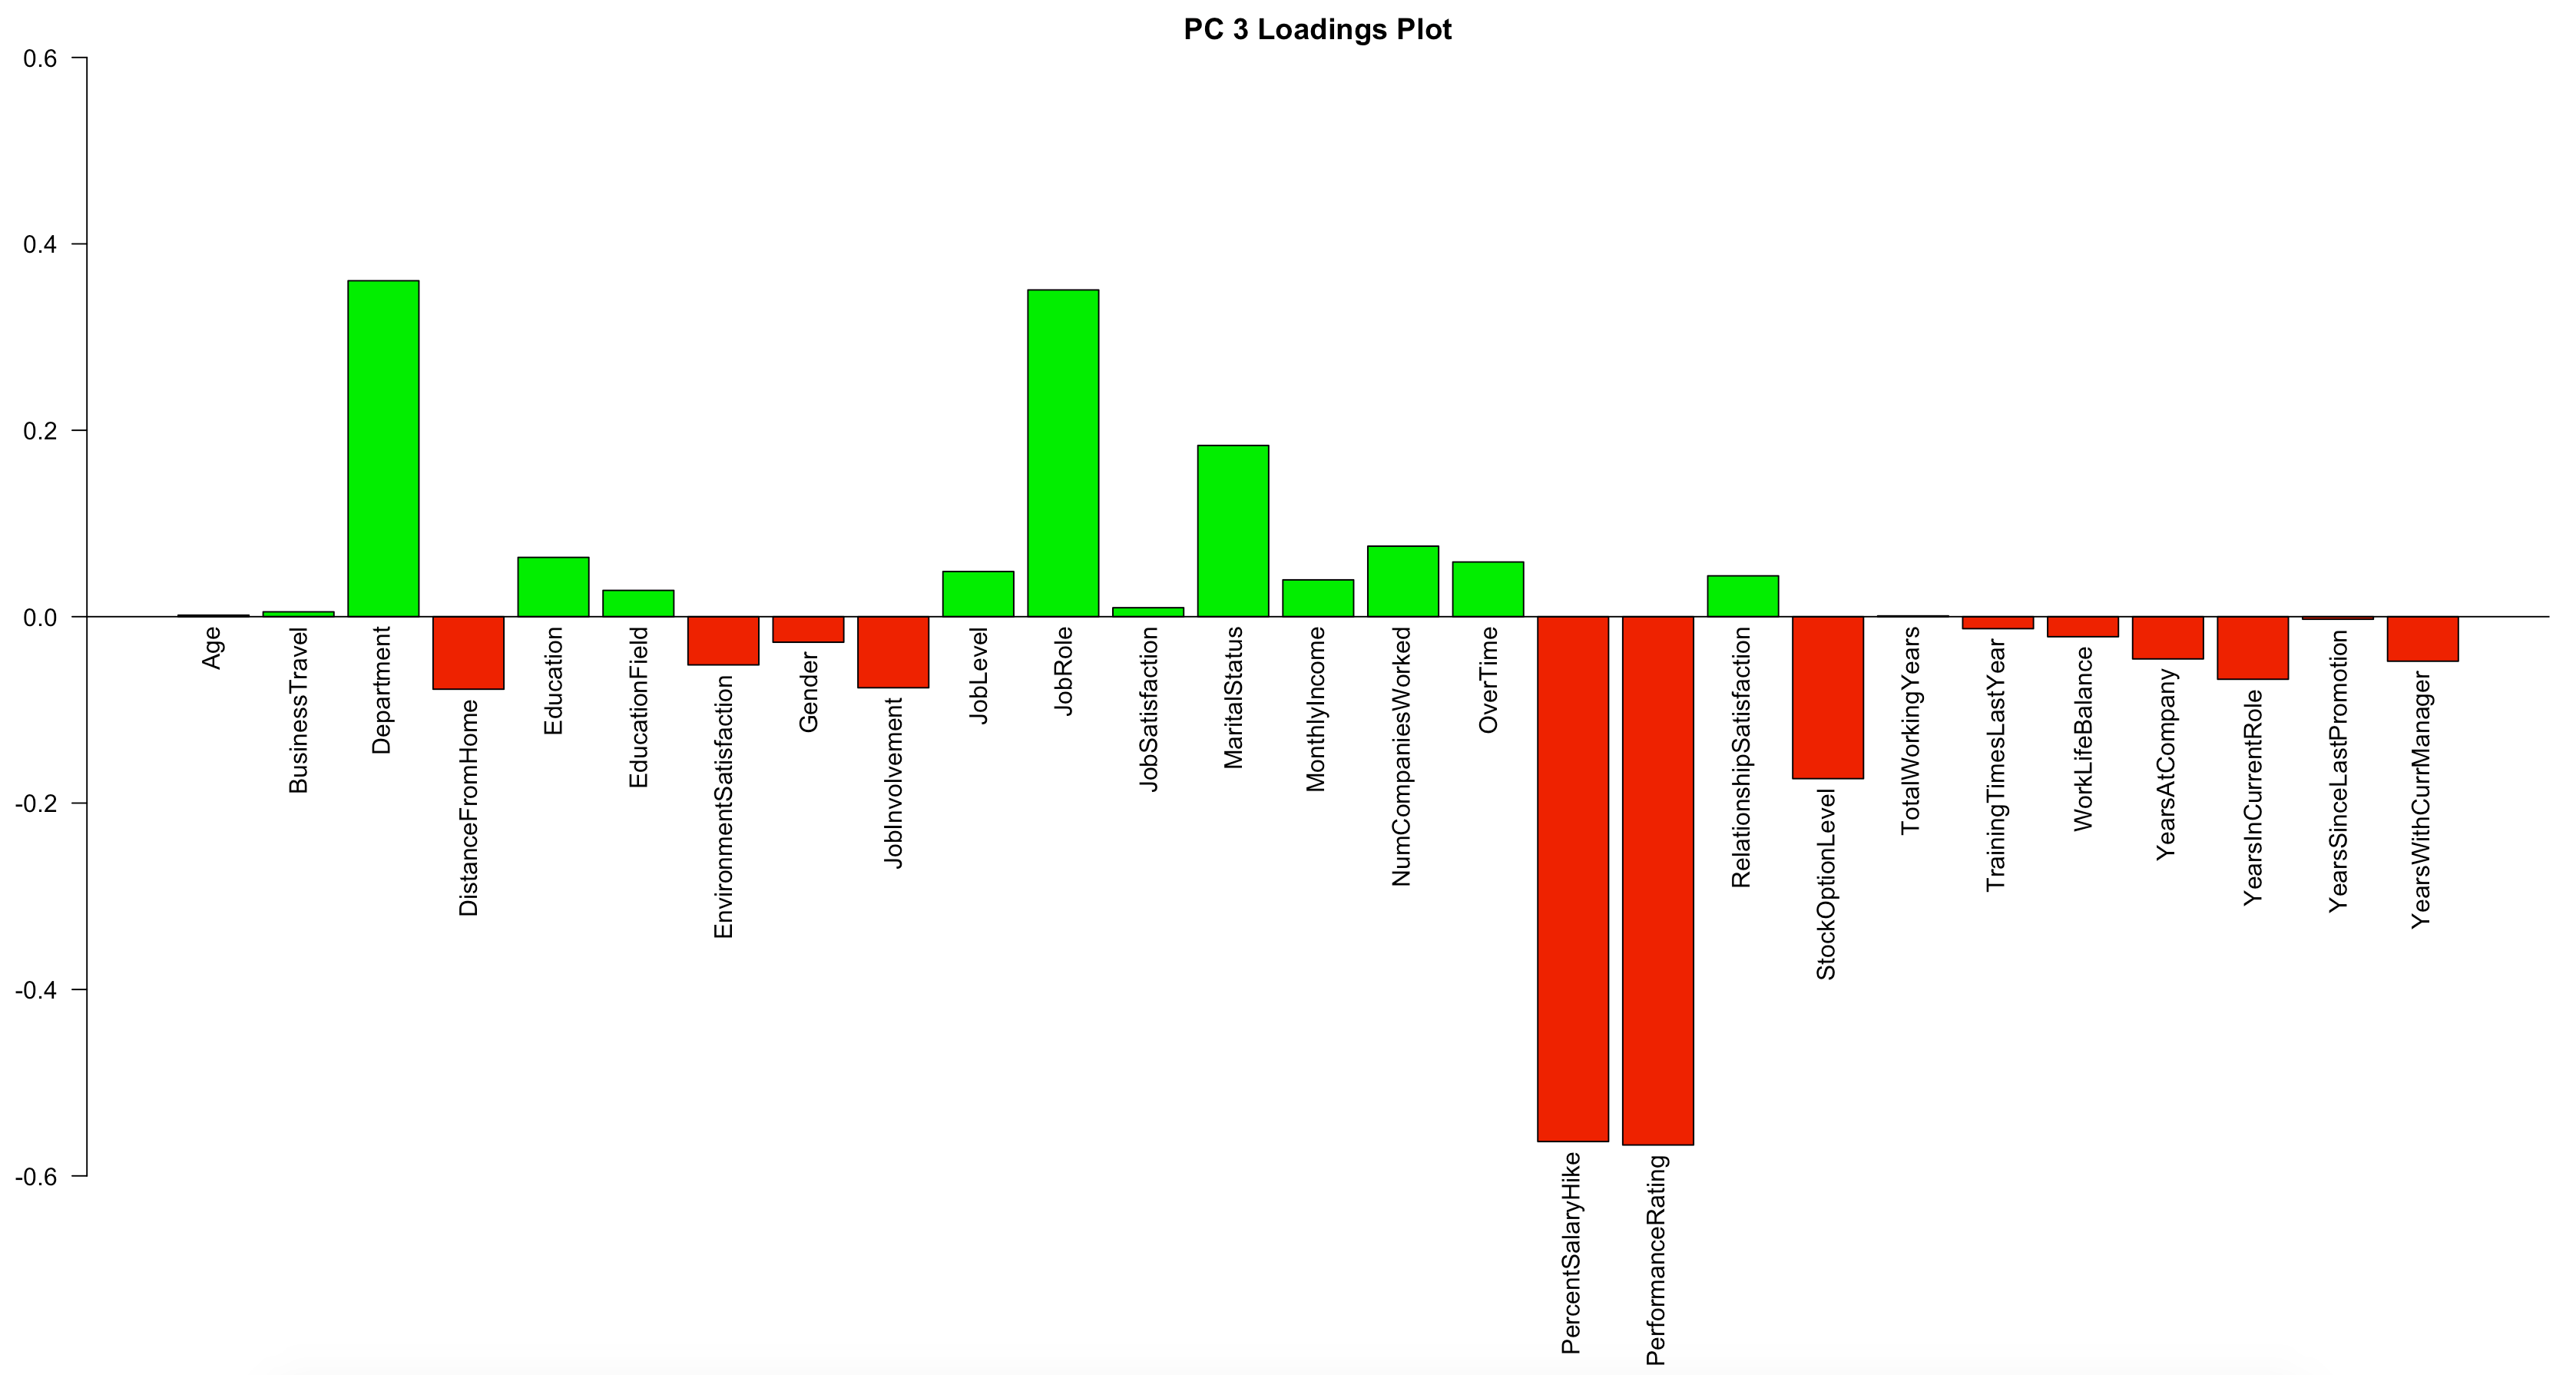 PC 3 Loadings Plot
0.6
0.4
0.2
0.0
-0.2
-0.4
-0.6
Age
BusinessTravel
Department
DistanceFromHome
Education
EducationField
EnvironmentSatisfaction
Gender
JobInvolvement
JobLevel
JobRole
JobSatisfaction
MaritalStatus
MonthlyIncome
NumCompaniesWorked
OverTime
PercentSalaryHike
PerformanceRating
RelationshipSatisfaction
StockOptionLevel
TotalWorkingYears
TrainingTimesLastYear
WorkLifeBalance
YearsAtCompany
YearsInCurrentRole
YearsSinceLastPromotion
YearsWithCurrManager